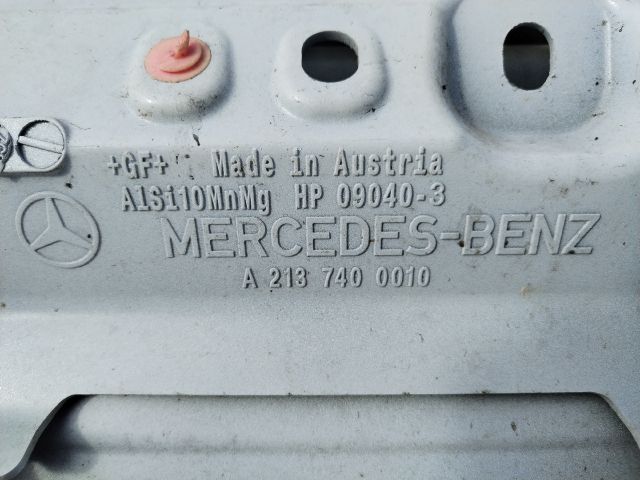 +GF+ Made in Austria
AlSi10MnMg HP 09040-3
MERCEDES-BENZ
A 213 740 0010